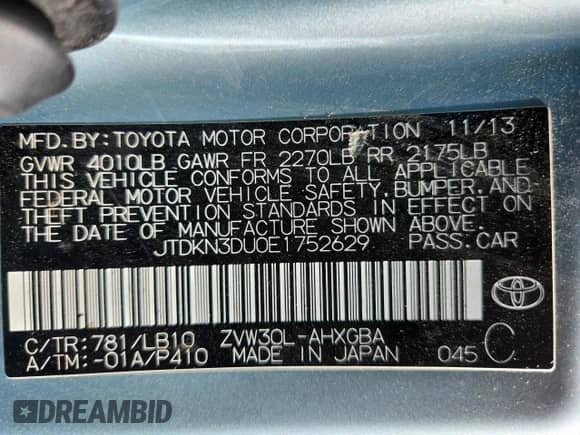 MFD. BY: TOYOTA MOTOR CORPORATION 11/13
GVWR 4010LB GAWR FR 2270LB RR 2175LB
THIS VEHICLE CONFORMS TO ALL APPLICABLE
FEDERAL MOTOR VEHICLE SAFETY, BUMPER, AND
THEFT PREVENTION STANDARDS IN EFFECT ON
THE DATE OF MANUFACTURE SHOWN ABOVE.
JTDKN3DU0E1752629 PASS. CAR
C/TR: 781/LB10 ZVW30L-AHXGBA
A/TM: -01A/P410 MADE IN JAPAN 045 C
DREAMBID